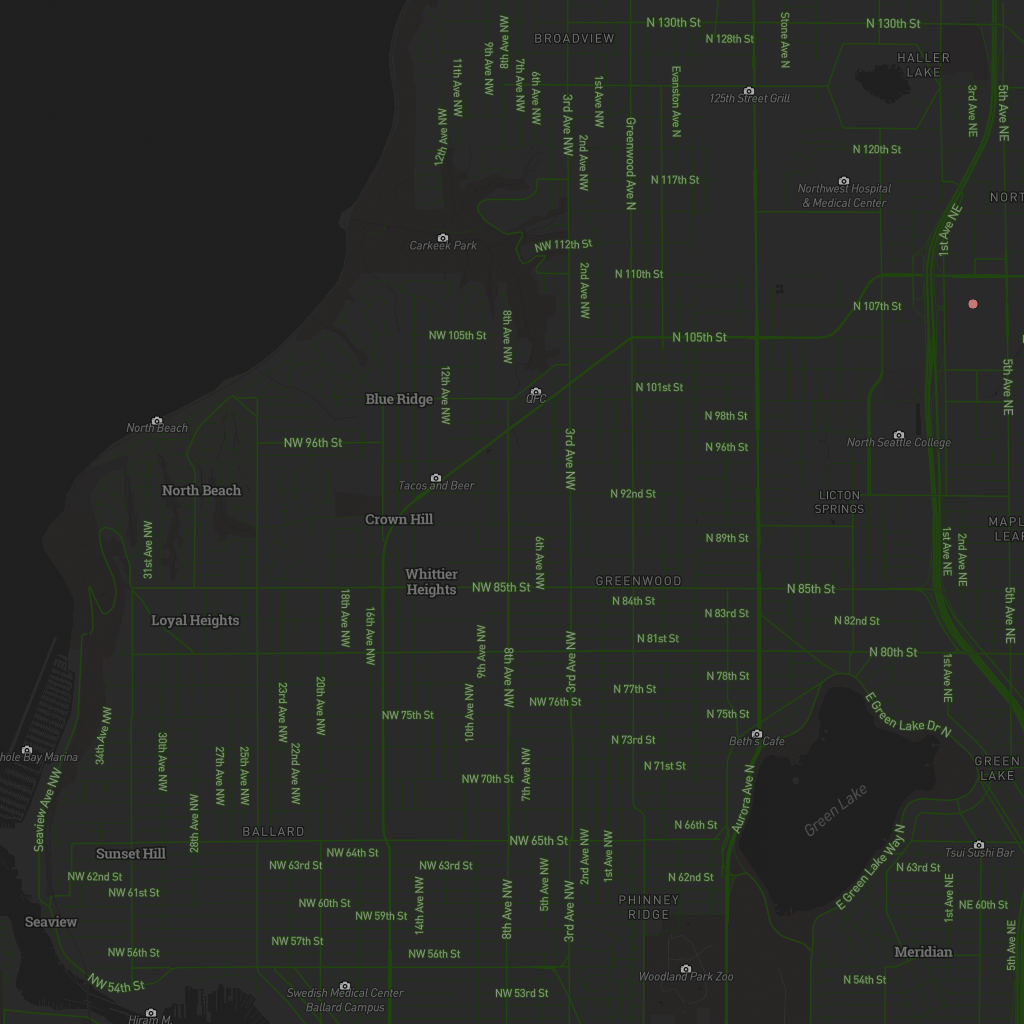 N 130th St
N 130th St
BROADVIEW
N 128th St
Stone Ave N
8th Ave NW
9th Ave NW
7th Ave NW
6th Ave NW
11th Ave NW
12th Ave NW
3rd Ave NW
1st Ave NW
2nd Ave NW
Greenwood Ave N
Evanston Ave N
125th Street Grill
HALLER
LAKE
3rd Ave NE
5th Ave NE
N 120th St
N 117th St
Northwest Hospital
& Medical Center
NORT
1st Ave NE
Carkeek Park
NW 112th St
N 110th St
2nd Ave NW
N 107th St
8th Ave NW
NW 105th St
N 105th St
12th Ave NW
Blue Ridge
QFC
N 101st St
5th Ave NE
N 98th St
North Beach
NW 96th St
N 96th St
North Seattle College
3rd Ave NW
Tacos and Beer
North Beach
N 92nd St
LICTON
SPRINGS
Crown Hill
MAPL
LEAF
31st Ave NW
6th Ave NW
N 89th St
1st Ave NE
2nd Ave NE
Whittier
Heights
GREENWOOD
NW 85th St
N 85th St
N 84th St
5th Ave NE
18th Ave NW
16th Ave NW
N 83rd St
Loyal Heights
N 82nd St
N 81st St
9th Ave NW
8th Ave NW
3rd Ave NW
N 80th St
1st Ave NE
N 78th St
N 77th St
23rd Ave NW
20th Ave NW
10th Ave NW
NW 76th St
E Green Lake Dr N
NW 75th St
N 75th St
34th Ave NW
N 73rd St
Beth's Cafe
hole Bay Marina
30th Ave NW
27th Ave NW
25th Ave NW
22nd Ave NW
7th Ave NW
N 71st St
GREEN
LAKE
NW 70th St
Seaview Ave NW
28th Ave NW
Aurora Ave N
Green Lake
N 66th St
BALLARD
NW 65th St
Sunset Hill
NW 64th St
NW 63rd St
NW 63rd St
2nd Ave NW
1st Ave NW
Tsui Sushi Bar
NW 62nd St
NW 61st St
5th Ave NW
N 62nd St
E Green Lake Way N
N 63rd St
1st Ave NE
14th Ave NW
8th Ave NW
3rd Ave NW
NW 60th St
NW 59th St
PHINNEY
RIDGE
NE 60th St
Seaview
NW 57th St
5th Ave NE
NW 56th St
NW 56th St
Meridian
Woodland Park Zoo
N 54th St
NW 54th St
Swedish Medical Center
Ballard Campus
NW 53rd St
Hiram M.